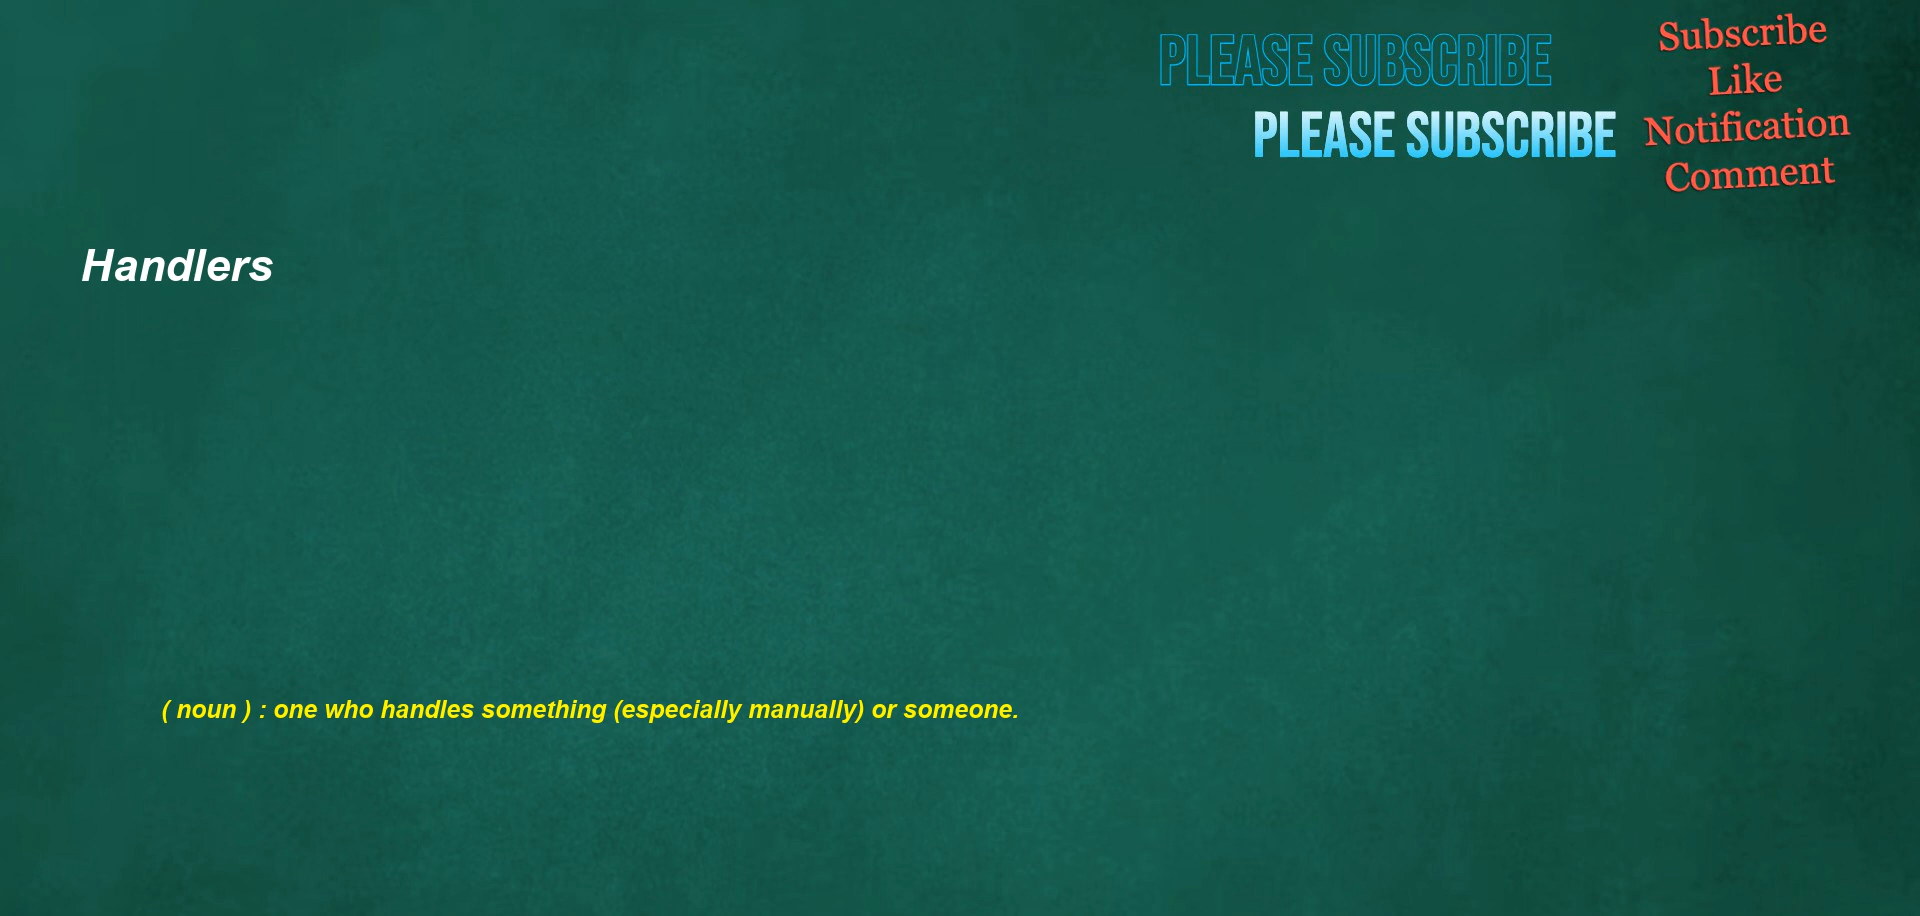 PLEASE SUBSCRIBE
PLEASE SUBSCRIBE
Subscribe
Like
Notification
Comment
Handlers
( noun ) : one who handles something (especially manually) or someone.